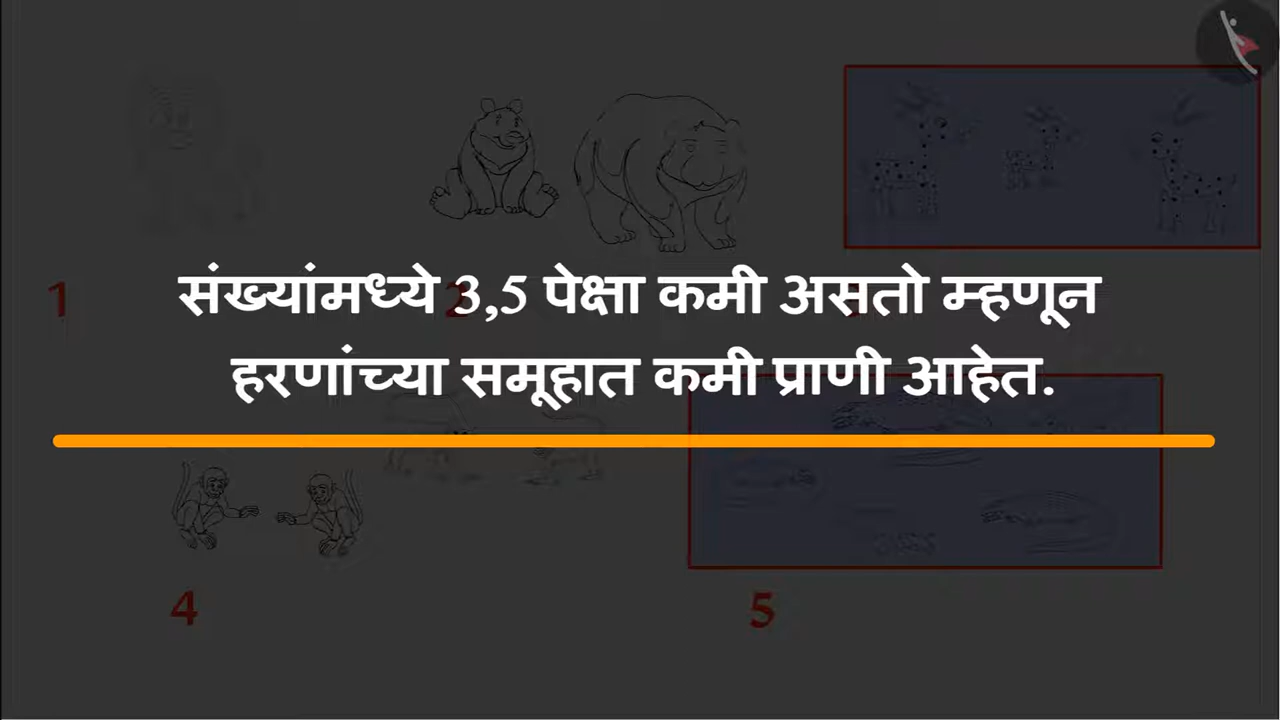 संख्यांमध्ये 3,5 पेक्षा कमी असतो म्हणून
हरणांच्या समूहात कमी प्राणी आहेत.
1
2
4
5